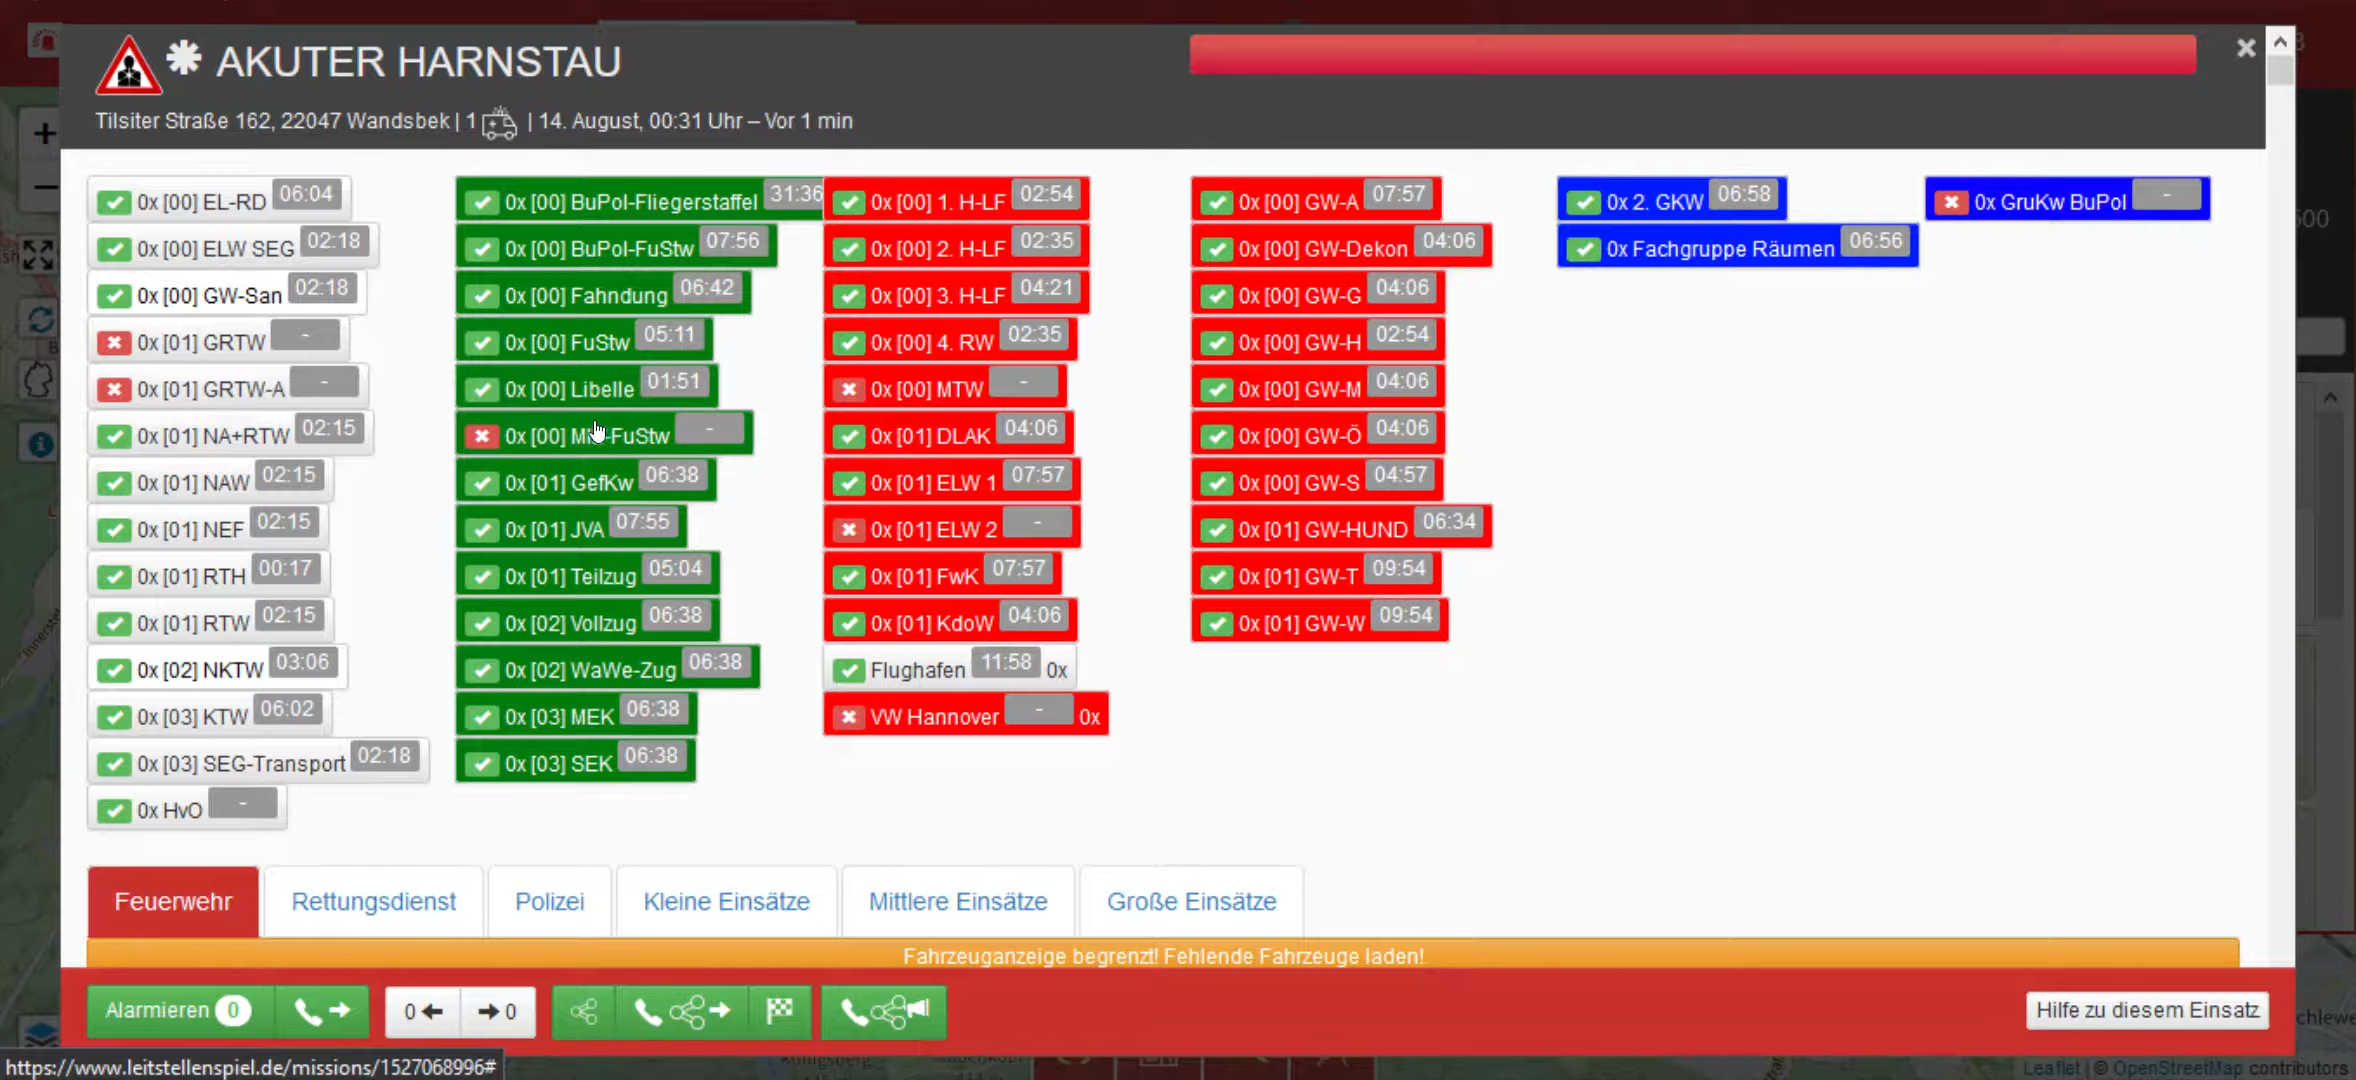 AKUTER HARNSTAU
Tilsiter Straße 162, 22047 Wandsbek | 1 | 14. August, 00:31 Uhr – Vor 1 min
0x [00] EL-RD 06:04
0x [00] ELW SEG 02:18
0x [00] GW-San 02:18
0x [01] GRTW -
0x [01] GRTW-A -
0x [01] NA+RTW 02:15
0x [01] NAW 02:15
0x [01] NEF 02:15
0x [01] RTH 00:17
0x [01] RTW 02:15
0x [02] NKTW 03:06
0x [03] KTW 06:02
0x [03] SEG-Transport 02:18
0x HvO -
0x [00] BuPol-Fliegerstaffel 31:36
0x [00] BuPol-FuStw 07:56
0x [00] Fahndung 06:42
0x [00] FuStw 05:11
0x [00] Libelle 01:51
0x [00] -FuStw -
0x [01] GefKw 06:38
0x [01] JVA 07:55
0x [01] Teilzug 05:04
0x [02] Vollzug 06:38
0x [02] WaWe-Zug 06:38
0x [03] MEK 06:38
0x [03] SEK 06:38
0x [00] 1. H-LF 02:54
0x [00] 2. H-LF 02:35
0x [00] 3. H-LF 04:21
0x [00] 4. RW 02:35
0x [00] MTW -
0x [01] DLAK 04:06
0x [01] ELW 1 07:57
0x [01] ELW 2 -
0x [01] FwK 07:57
0x [01] KdoW 04:06
Flughafen 11:58 0x
VW Hannover - 0x
0x [00] GW-A 07:57
0x [00] GW-Dekon 04:06
0x [00] GW-G 04:06
0x [00] GW-H 02:54
0x [00] GW-M 04:06
0x [00] GW-Ö 04:06
0x [00] GW-S 04:57
0x [01] GW-HUND 06:34
0x [01] GW-T 09:54
0x [01] GW-W 09:54
0x 2. GKW 06:58
0x Fachgruppe Räumen 06:56
0x GruKw BuPol -
Feuerwehr Rettungsdienst Polizei Kleine Einsätze Mittlere Einsätze Große Einsätze
Fahrzeuganzeige begrenzt! Fehlende Fahrzeuge laden!
Alarmieren 0 0 0 Hilfe zu diesem Einsatz
https://www.leitstellenspiel.de/missions/1527068996#
Leaflet | © OpenStreetMap contributors